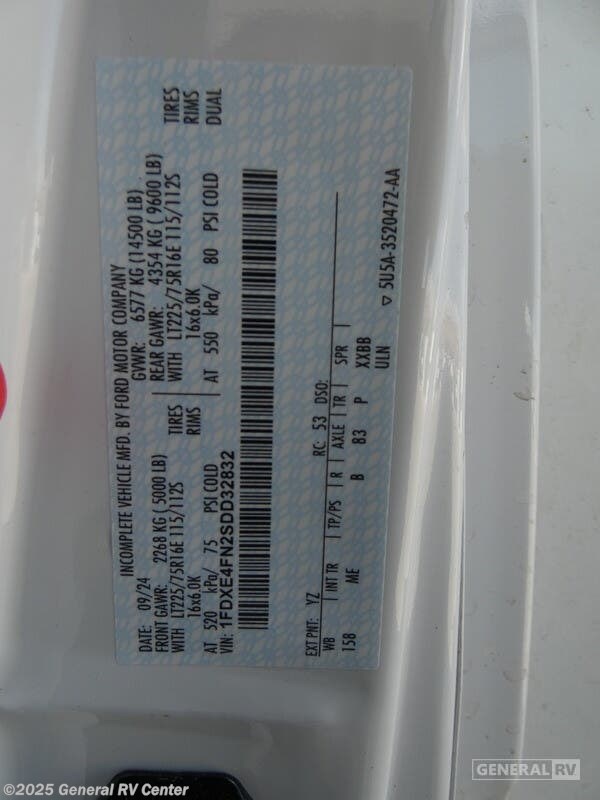 INCOMPLETE VEHICLE MFD. BY FORD MOTOR COMPANY
DATE: 09/24 GVWR: 6577 KG (14500 LB)
FRONT GAWR: 2268 KG ( 5000 LB) REAR GAWR: 4354 KG ( 9600 LB)
WITH LT225/75R16E 115/112S TIRES WITH LT225/75R16E 115/112S TIRES
16x6.0K RIMS 16x6.0K RIMS
AT 520 kPa/ 75 PSI COLD AT 550 kPa/ 80 PSI COLD DUAL
VIN: 1FDXE4FN2SDD32832
EXT PNT: YZ RC: 53 DSO:
WB | INT TR | TP/PS | R | AXLE | TR | SPR |
158 ME B 83 P XXBB
ULN
▽ 5U5A-3520472-AA
©2025 General RV Center
GENERAL RV